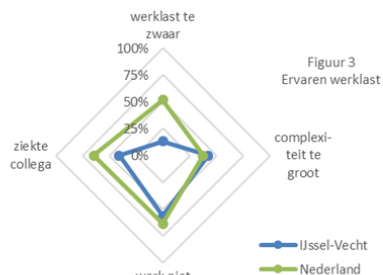 werklast te
zwaar
100%
75%
50%
25%
0%
Figuur 3
Ervaren werklast
complexi-
teit te
groot
ziekte
collega
IJssel-Vecht
Nederland